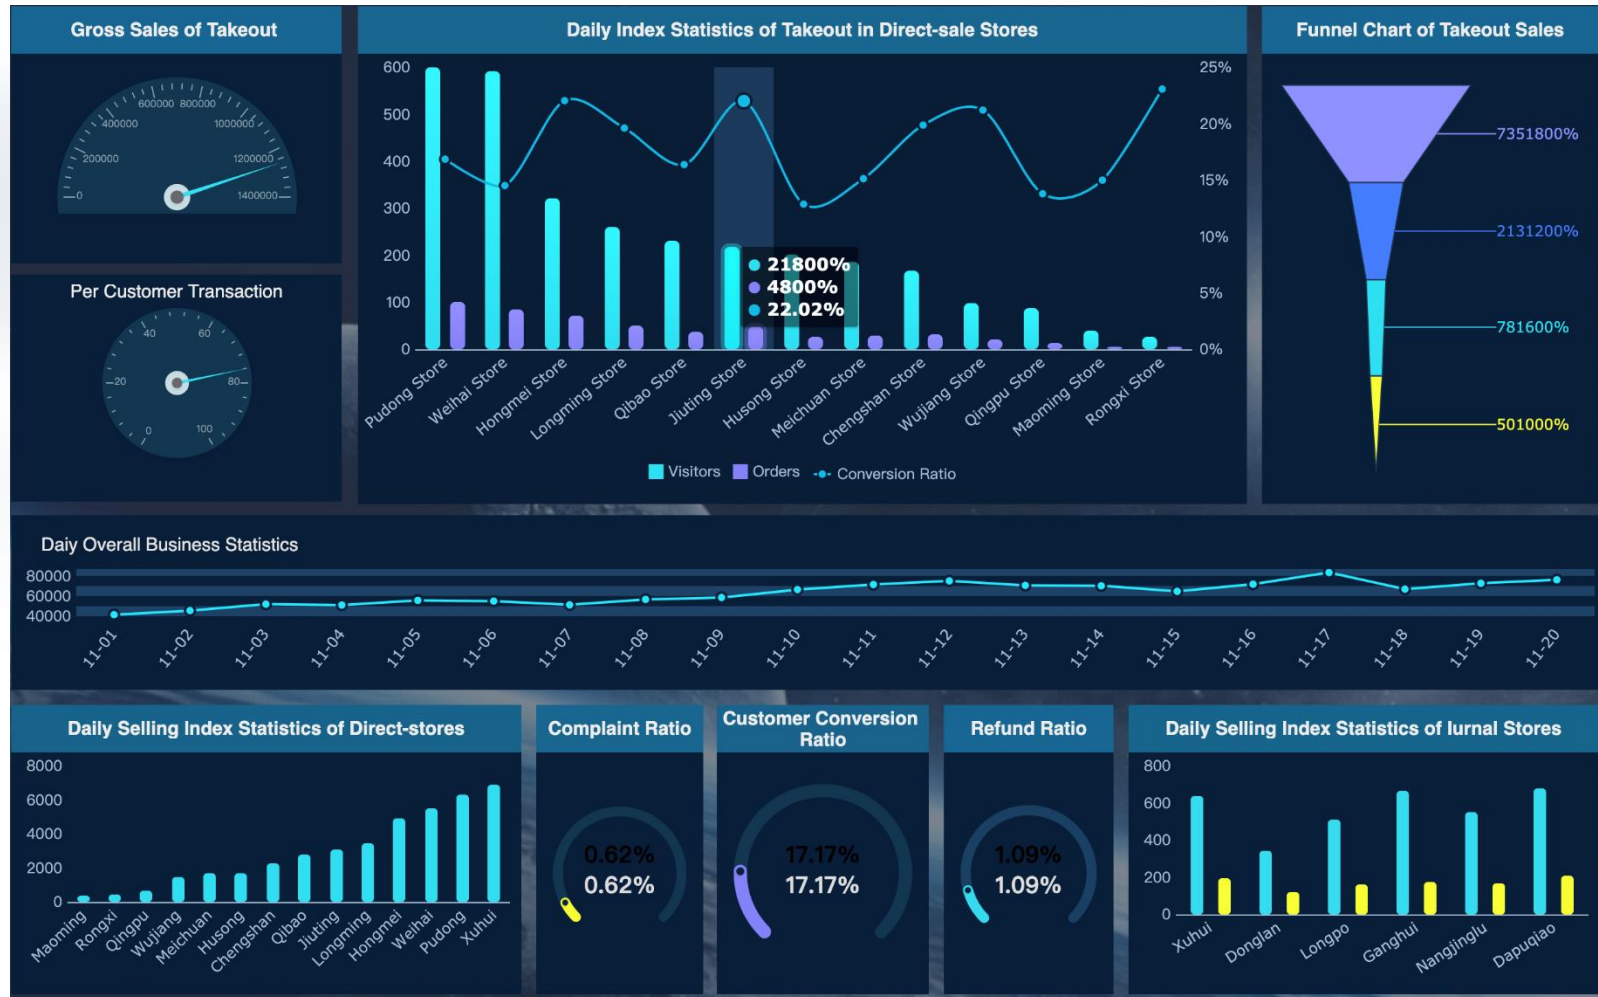 Gross Sales of Takeout
0
200000
400000
600000
800000
1000000
1200000
1400000
Per Customer Transaction
0
20
40
60
80
100
Daily Index Statistics of Takeout in Direct-sale Stores
600
500
400
300
200
100
0
25%
20%
15%
10%
5%
0%
21800%
4800%
22.02%
Pudong Store
Weihai Store
Hongmei Store
Longming Store
Qibao Store
Jiuting Store
Husong Store
Meichuan Store
Chengshan Store
Wujiang Store
Qingpu Store
Maoming Store
Rongxi Store
Visitors Orders Conversion Ratio
Funnel Chart of Takeout Sales
7351800%
2131200%
781600%
501000%
Daiy Overall Business Statistics
80000
60000
40000
11-01
11-02
11-03
11-04
11-05
11-06
11-07
11-08
11-09
11-10
11-11
11-12
11-13
11-14
11-15
11-16
11-17
11-18
11-19
11-20
Daily Selling Index Statistics of Direct-stores
8000
6000
4000
2000
0
Maoming
Rongxi
Qingpu
Wujiang
Meichuan
Husong
Chengshan
Qibao
Jiuting
Longming
Hongmei
Weihai
Pudong
Xuhui
Complaint Ratio
0.62%
0.62%
Customer Conversion
Ratio
17.17%
17.17%
Refund Ratio
1.09%
1.09%
Daily Selling Index Statistics of Iurnal Stores
800
600
400
200
0
Xuhui
Donglan
Longpo
Ganghui
Nangjinglu
Dapuqiao